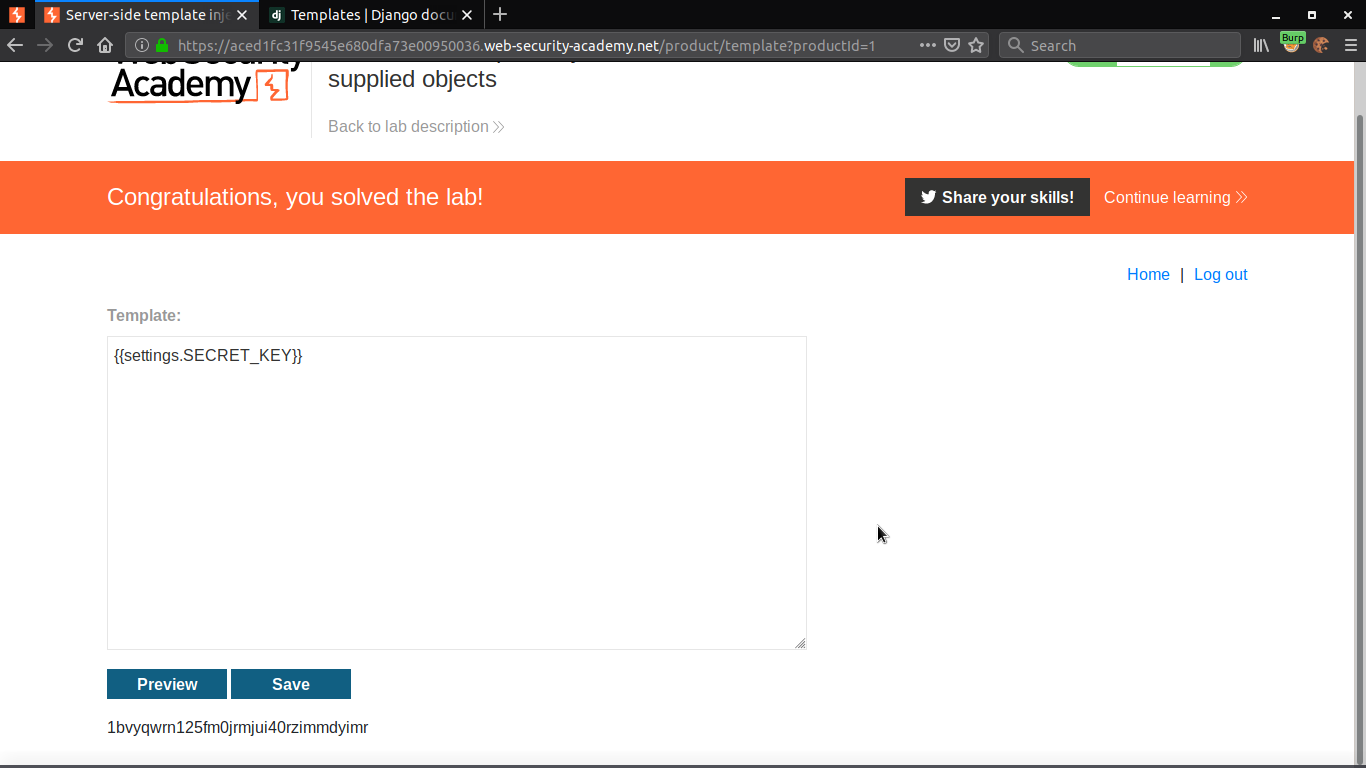 Server-side template inje
Templates | Django docu
https://aced1fc31f9545e680dfa73e00950036.web-security-academy.net/product/template?productId=1
Search
Burp
Academy
supplied objects
Back to lab description
Congratulations, you solved the lab!
Share your skills!
Continue learning
Home | Log out
Template:
{{settings.SECRET_KEY}}
Preview
Save
1bvyqwrn125fm0jrmjui40rzimmdyimr